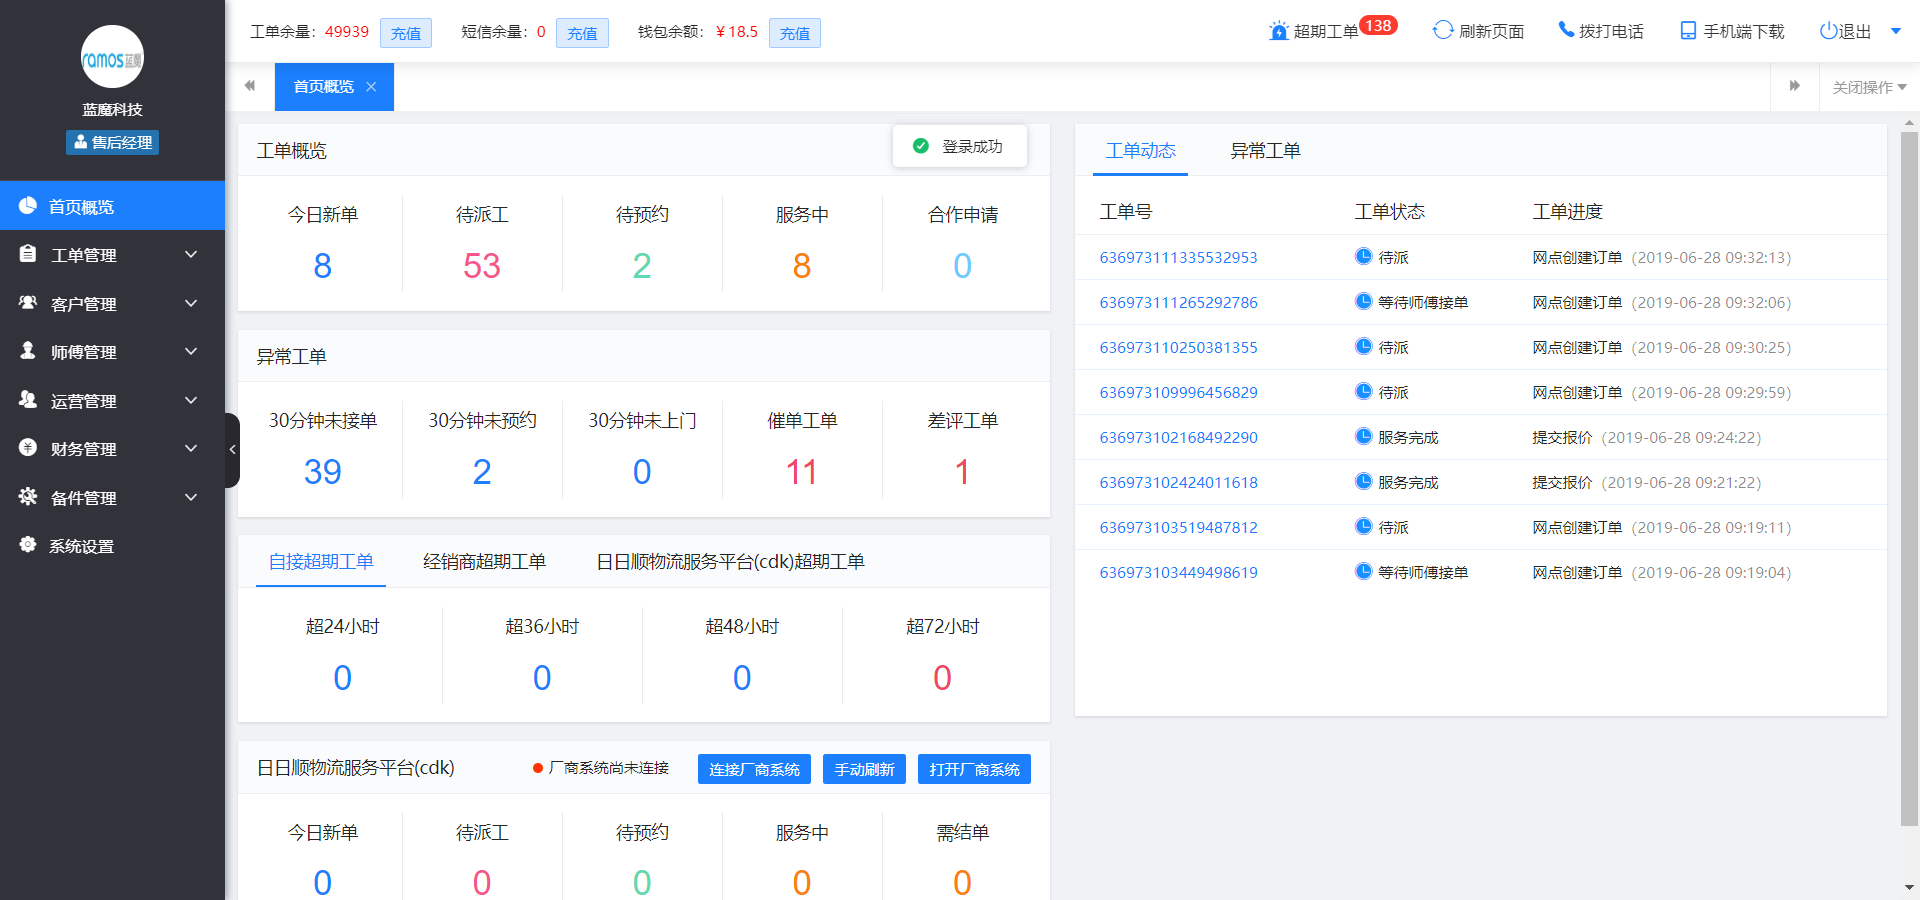 工单余量：49939 充值 短信余量：0 充值 钱包余额：￥18.5 充值 超期工单 138 刷新页面 拨打电话 手机端下载 退出
ramos蓝魔
蓝魔科技
售后经理
首页概览
工单管理
客户管理
师傅管理
运营管理
财务管理
备件管理
系统设置
首页概览 关闭操作
工单概览 登录成功
今日新单 待派工 待预约 服务中 合作申请
8 53 2 8 0
异常工单
30分钟未接单 30分钟未预约 30分钟未上门 催单工单 差评工单
39 2 0 11 1
自接超期工单 经销商超期工单 日日顺物流服务平台(cdk)超期工单
超24小时 超36小时 超48小时 超72小时
0 0 0 0
日日顺物流服务平台(cdk) 厂商系统尚未连接 连接厂商系统 手动刷新 打开厂商系统
今日新单 待派工 待预约 服务中 需结单
0 0 0 0 0
工单动态 异常工单
工单号 工单状态 工单进度
636973111335532953 待派 网点创建订单 (2019-06-28 09:32:13)
636973111265292786 等待师傅接单 网点创建订单 (2019-06-28 09:32:06)
636973110250381355 待派 网点创建订单 (2019-06-28 09:30:25)
636973109996456829 待派 网点创建订单 (2019-06-28 09:29:59)
636973102168492290 服务完成 提交报价 (2019-06-28 09:24:22)
636973102424011618 服务完成 提交报价 (2019-06-28 09:21:22)
636973103519487812 待派 网点创建订单 (2019-06-28 09:19:11)
636973103449498619 等待师傅接单 网点创建订单 (2019-06-28 09:19:04)